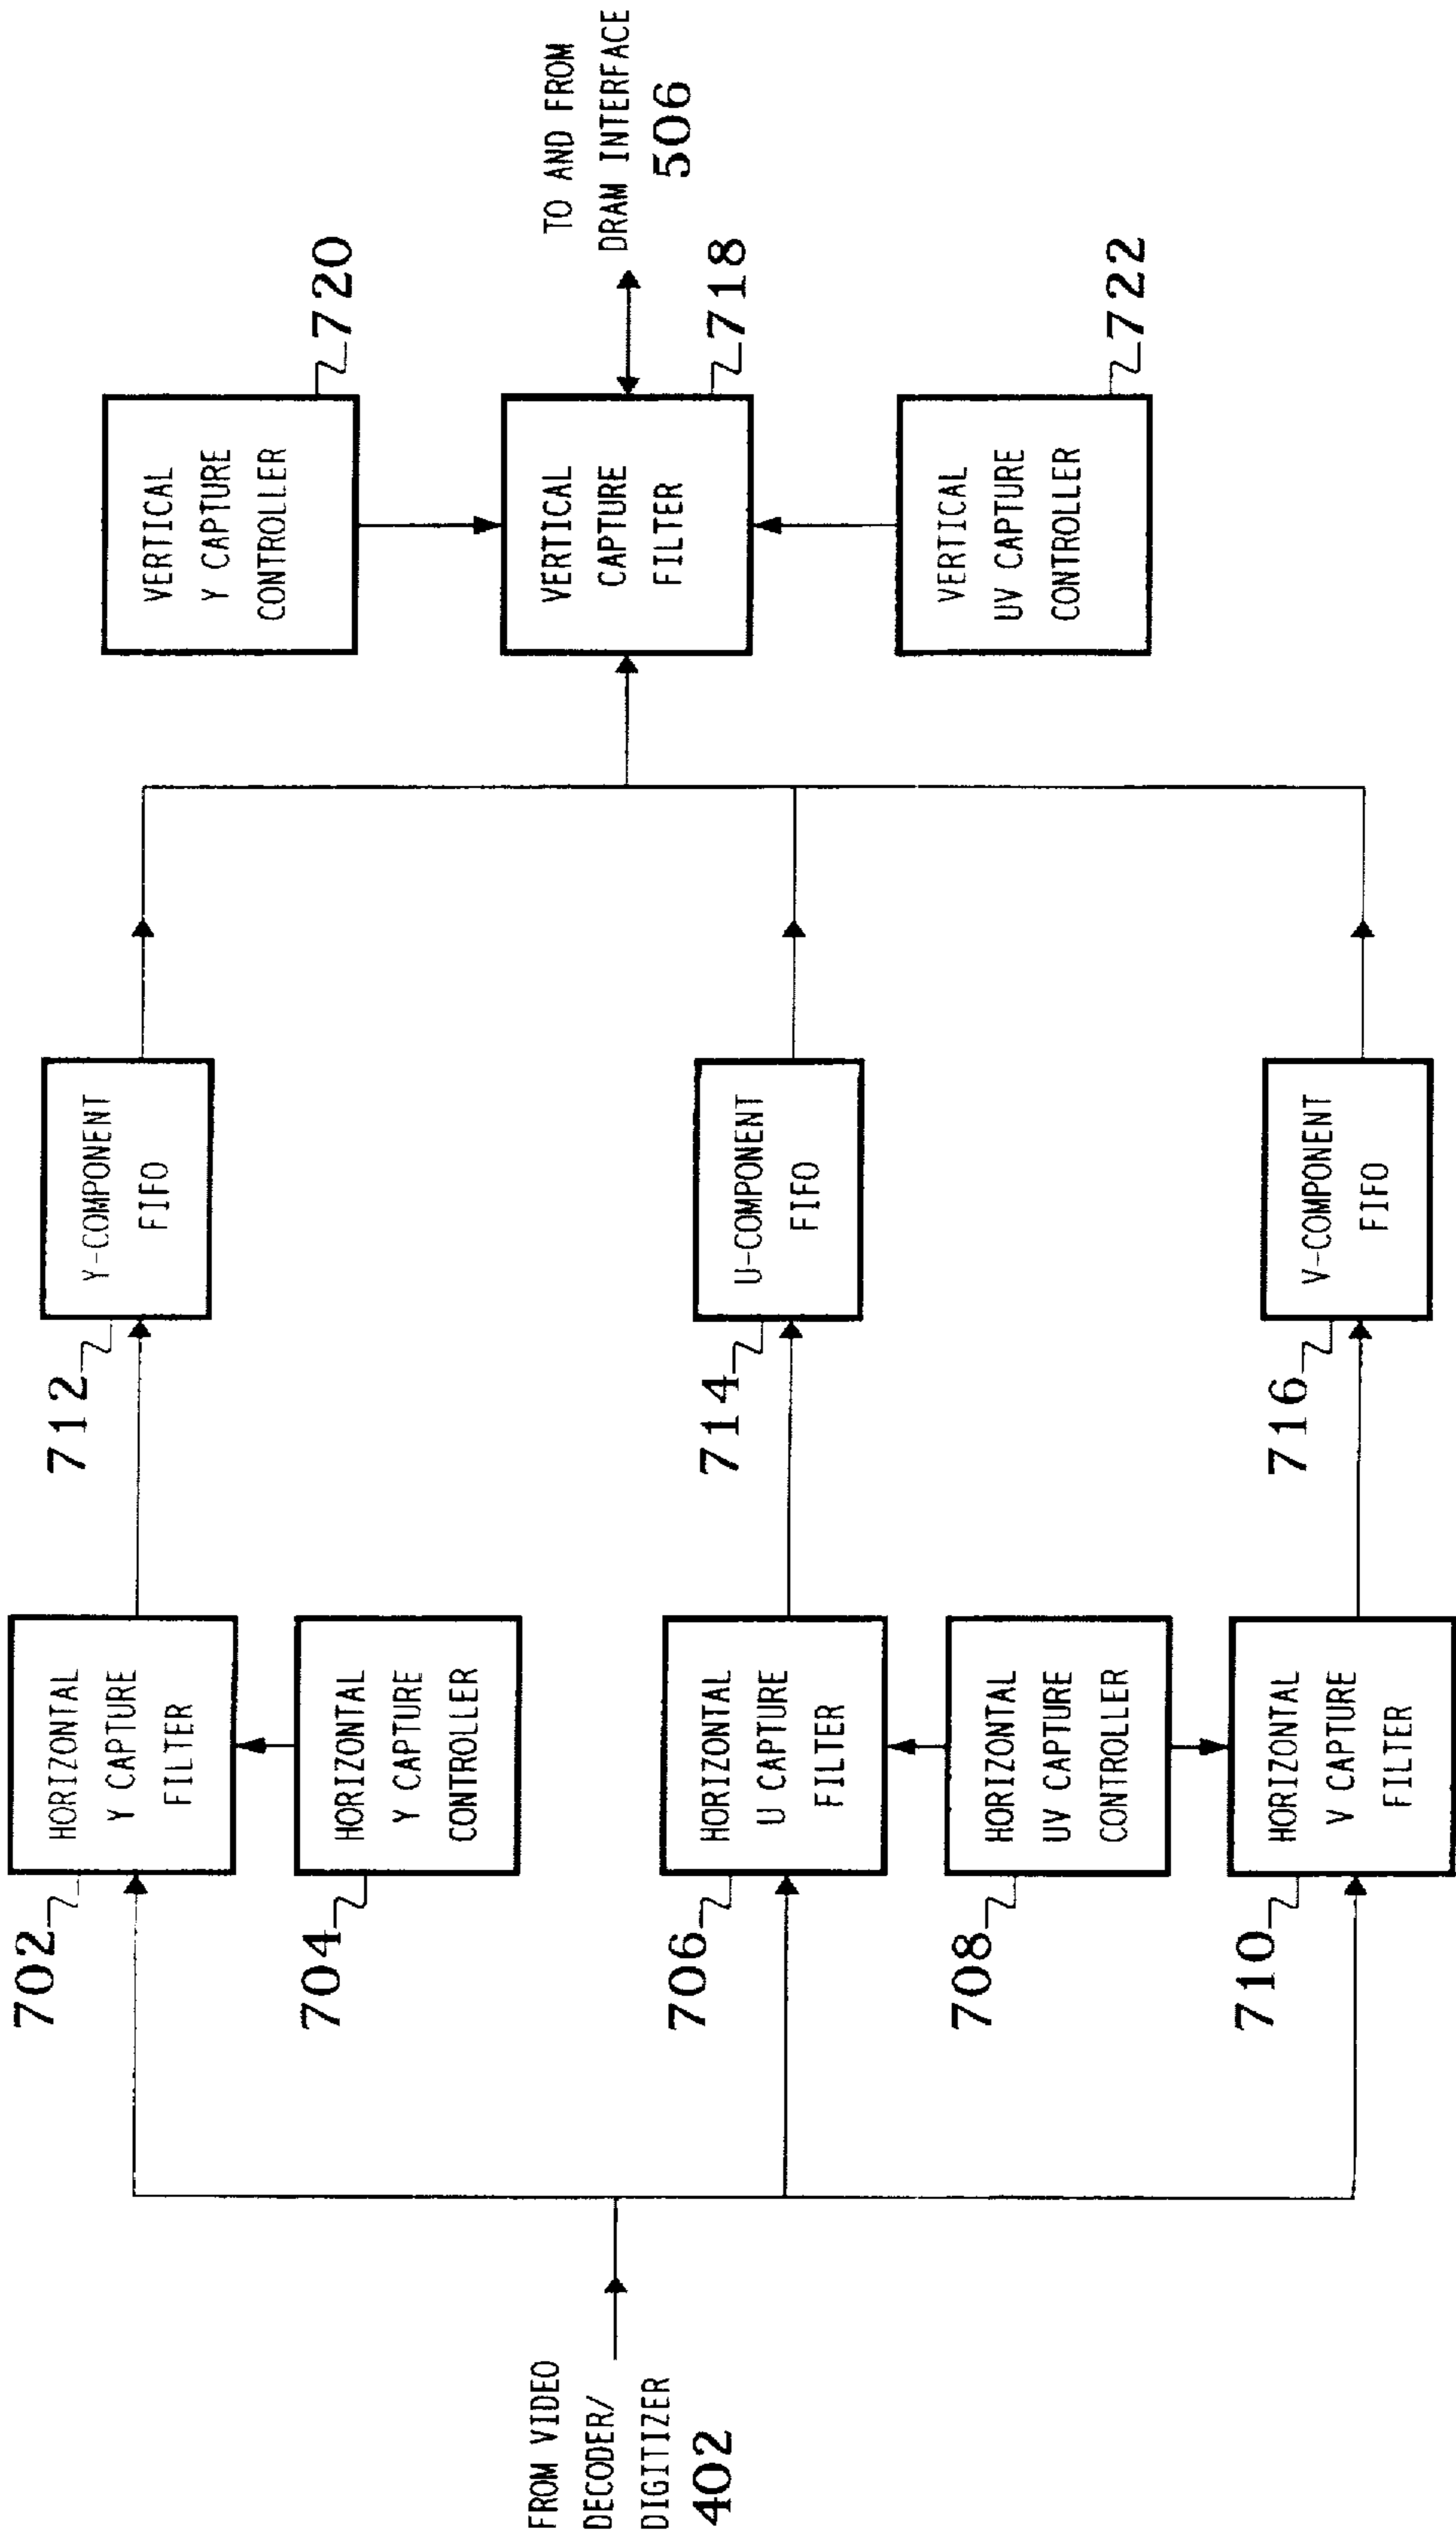 FROM VIDEO
DECODER/
DIGITIZER
402
702
HORIZONTAL
Y CAPTURE
FILTER
704
HORIZONTAL
Y CAPTURE
CONTROLLER
706
HORIZONTAL
U CAPTURE
FILTER
708
HORIZONTAL
UV CAPTURE
CONTROLLER
710
HORIZONTAL
V CAPTURE
FILTER
712
Y-COMPONENT
FIFO
714
U-COMPONENT
FIFO
716
V-COMPONENT
FIFO
VERTICAL
Y CAPTURE
CONTROLLER
720
VERTICAL
CAPTURE
FILTER
718
VERTICAL
UV CAPTURE
CONTROLLER
722
TO AND FROM
DRAM INTERFACE
506